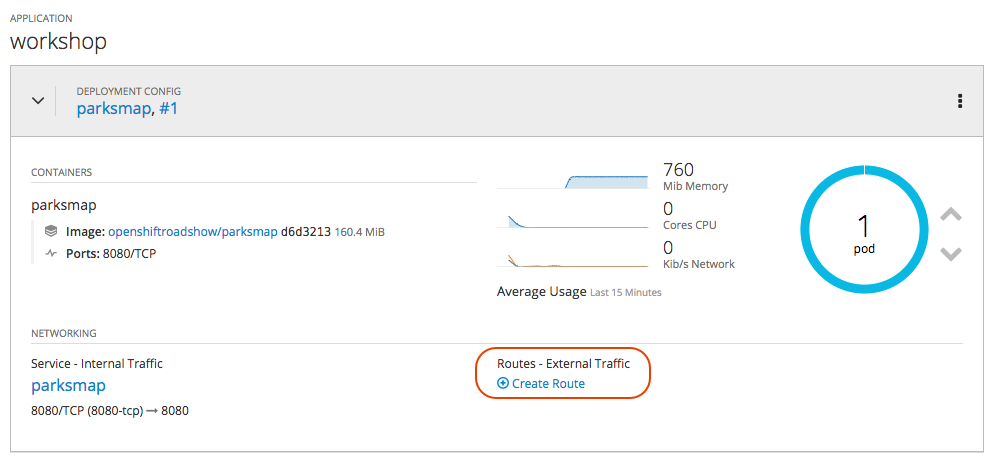 APPLICATION
workshop
DEPLOYMENT CONFIG
parksmap, #1
CONTAINERS
parksmap
Image: openshiftroadshow/parksmap d6d3213 160.4 MiB
Ports: 8080/TCP
760
Mib Memory
0
Cores CPU
0
Kib/s Network
Average Usage Last 15 Minutes
1
pod
NETWORKING
Service - Internal Traffic
parksmap
8080/TCP (8080-tcp) → 8080
Routes - External Traffic
Create Route